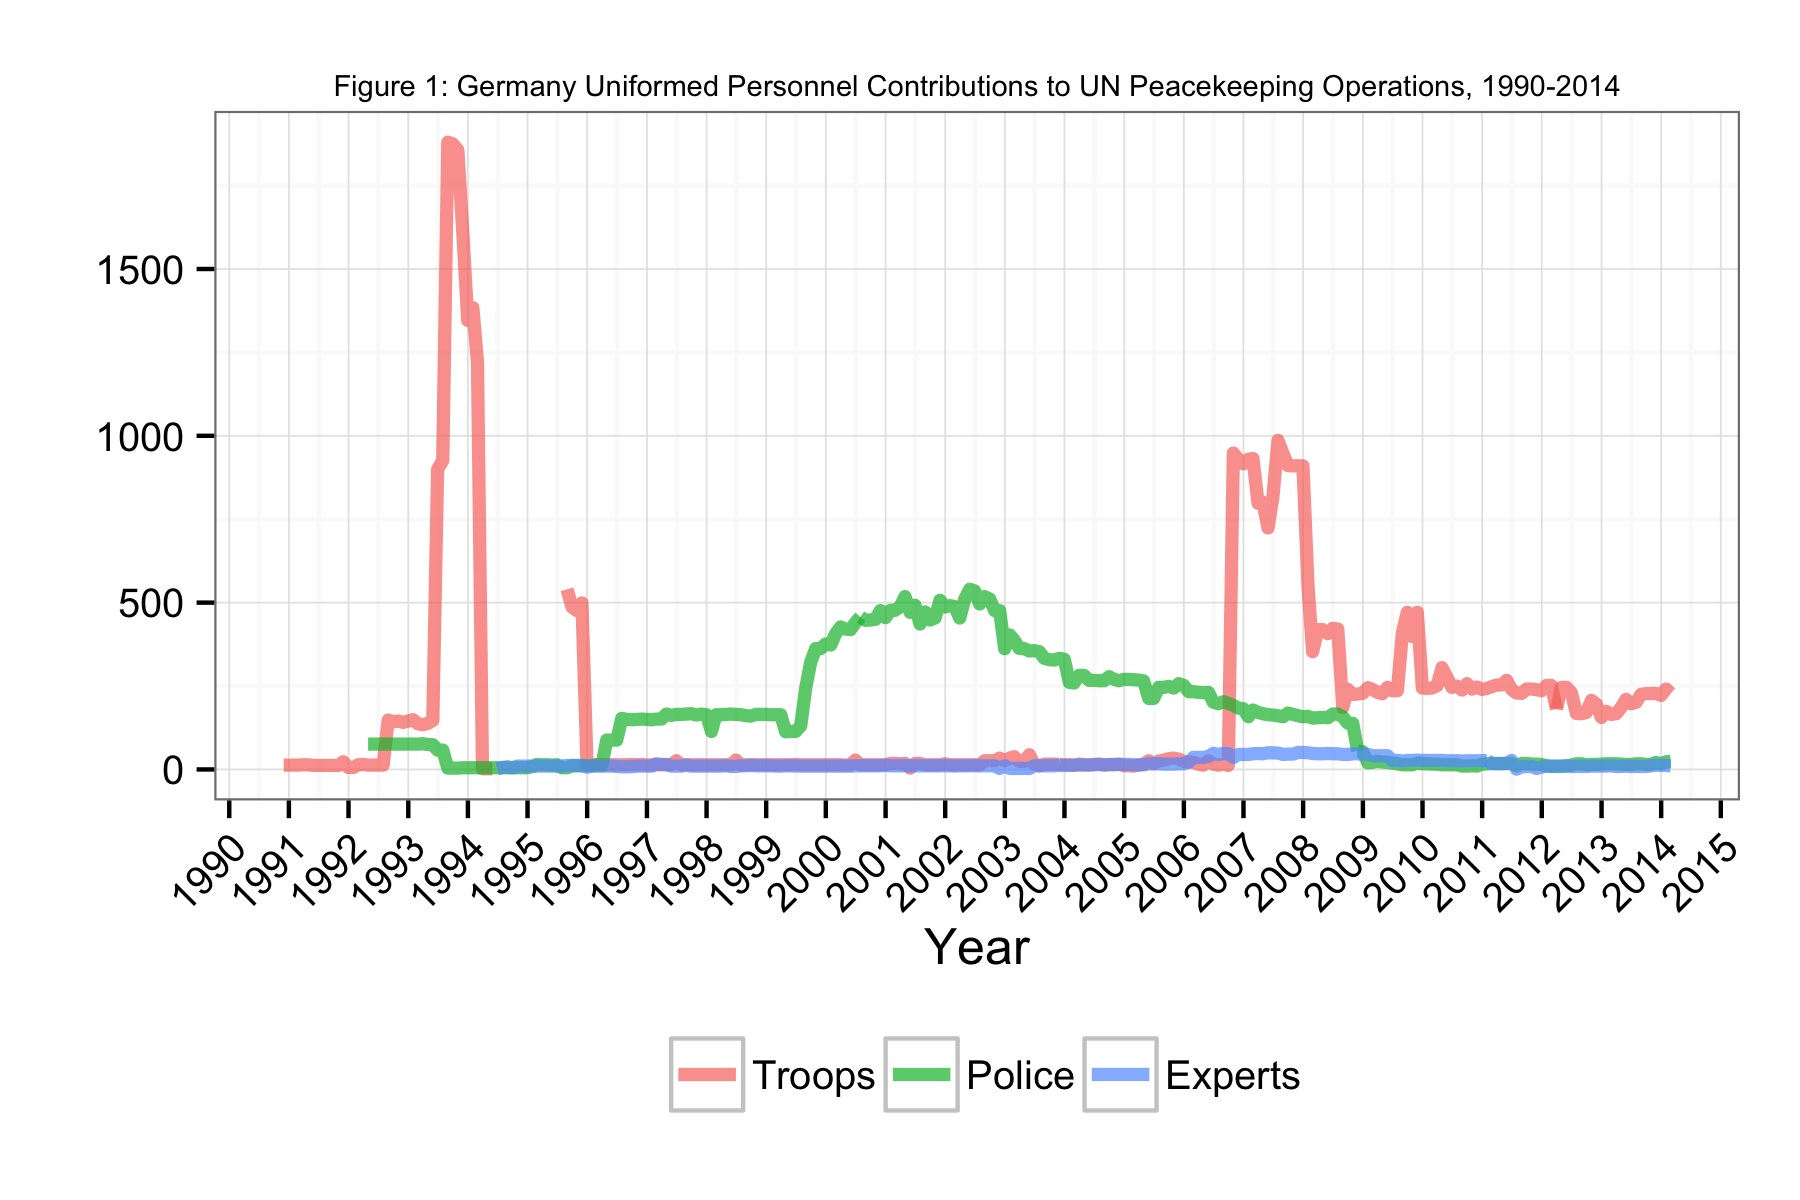 Figure 1: Germany Uniformed Personnel Contributions to UN Peacekeeping Operations, 1990-2014
1500
1000
500
0
1990 1991 1992 1993 1994 1995 1996 1997 1998 1999 2000 2001 2002 2003 2004 2005 2006 2007 2008 2009 2010 2011 2012 2013 2014 2015
Year
Troops Police Experts